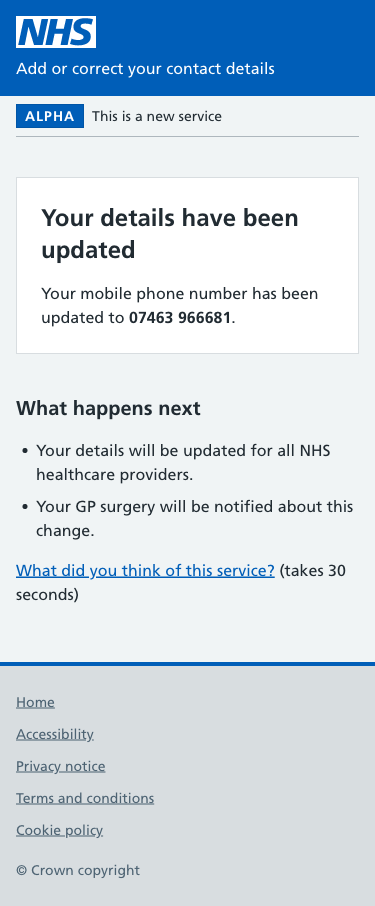 NHS
Add or correct your contact details
ALPHA This is a new service
Your details have been
updated
Your mobile phone number has been
updated to 07463 966681.
What happens next
• Your details will be updated for all NHS
healthcare providers.
• Your GP surgery will be notified about this
change.
What did you think of this service? (takes 30
seconds)
Home
Accessibility
Privacy notice
Terms and conditions
Cookie policy
© Crown copyright